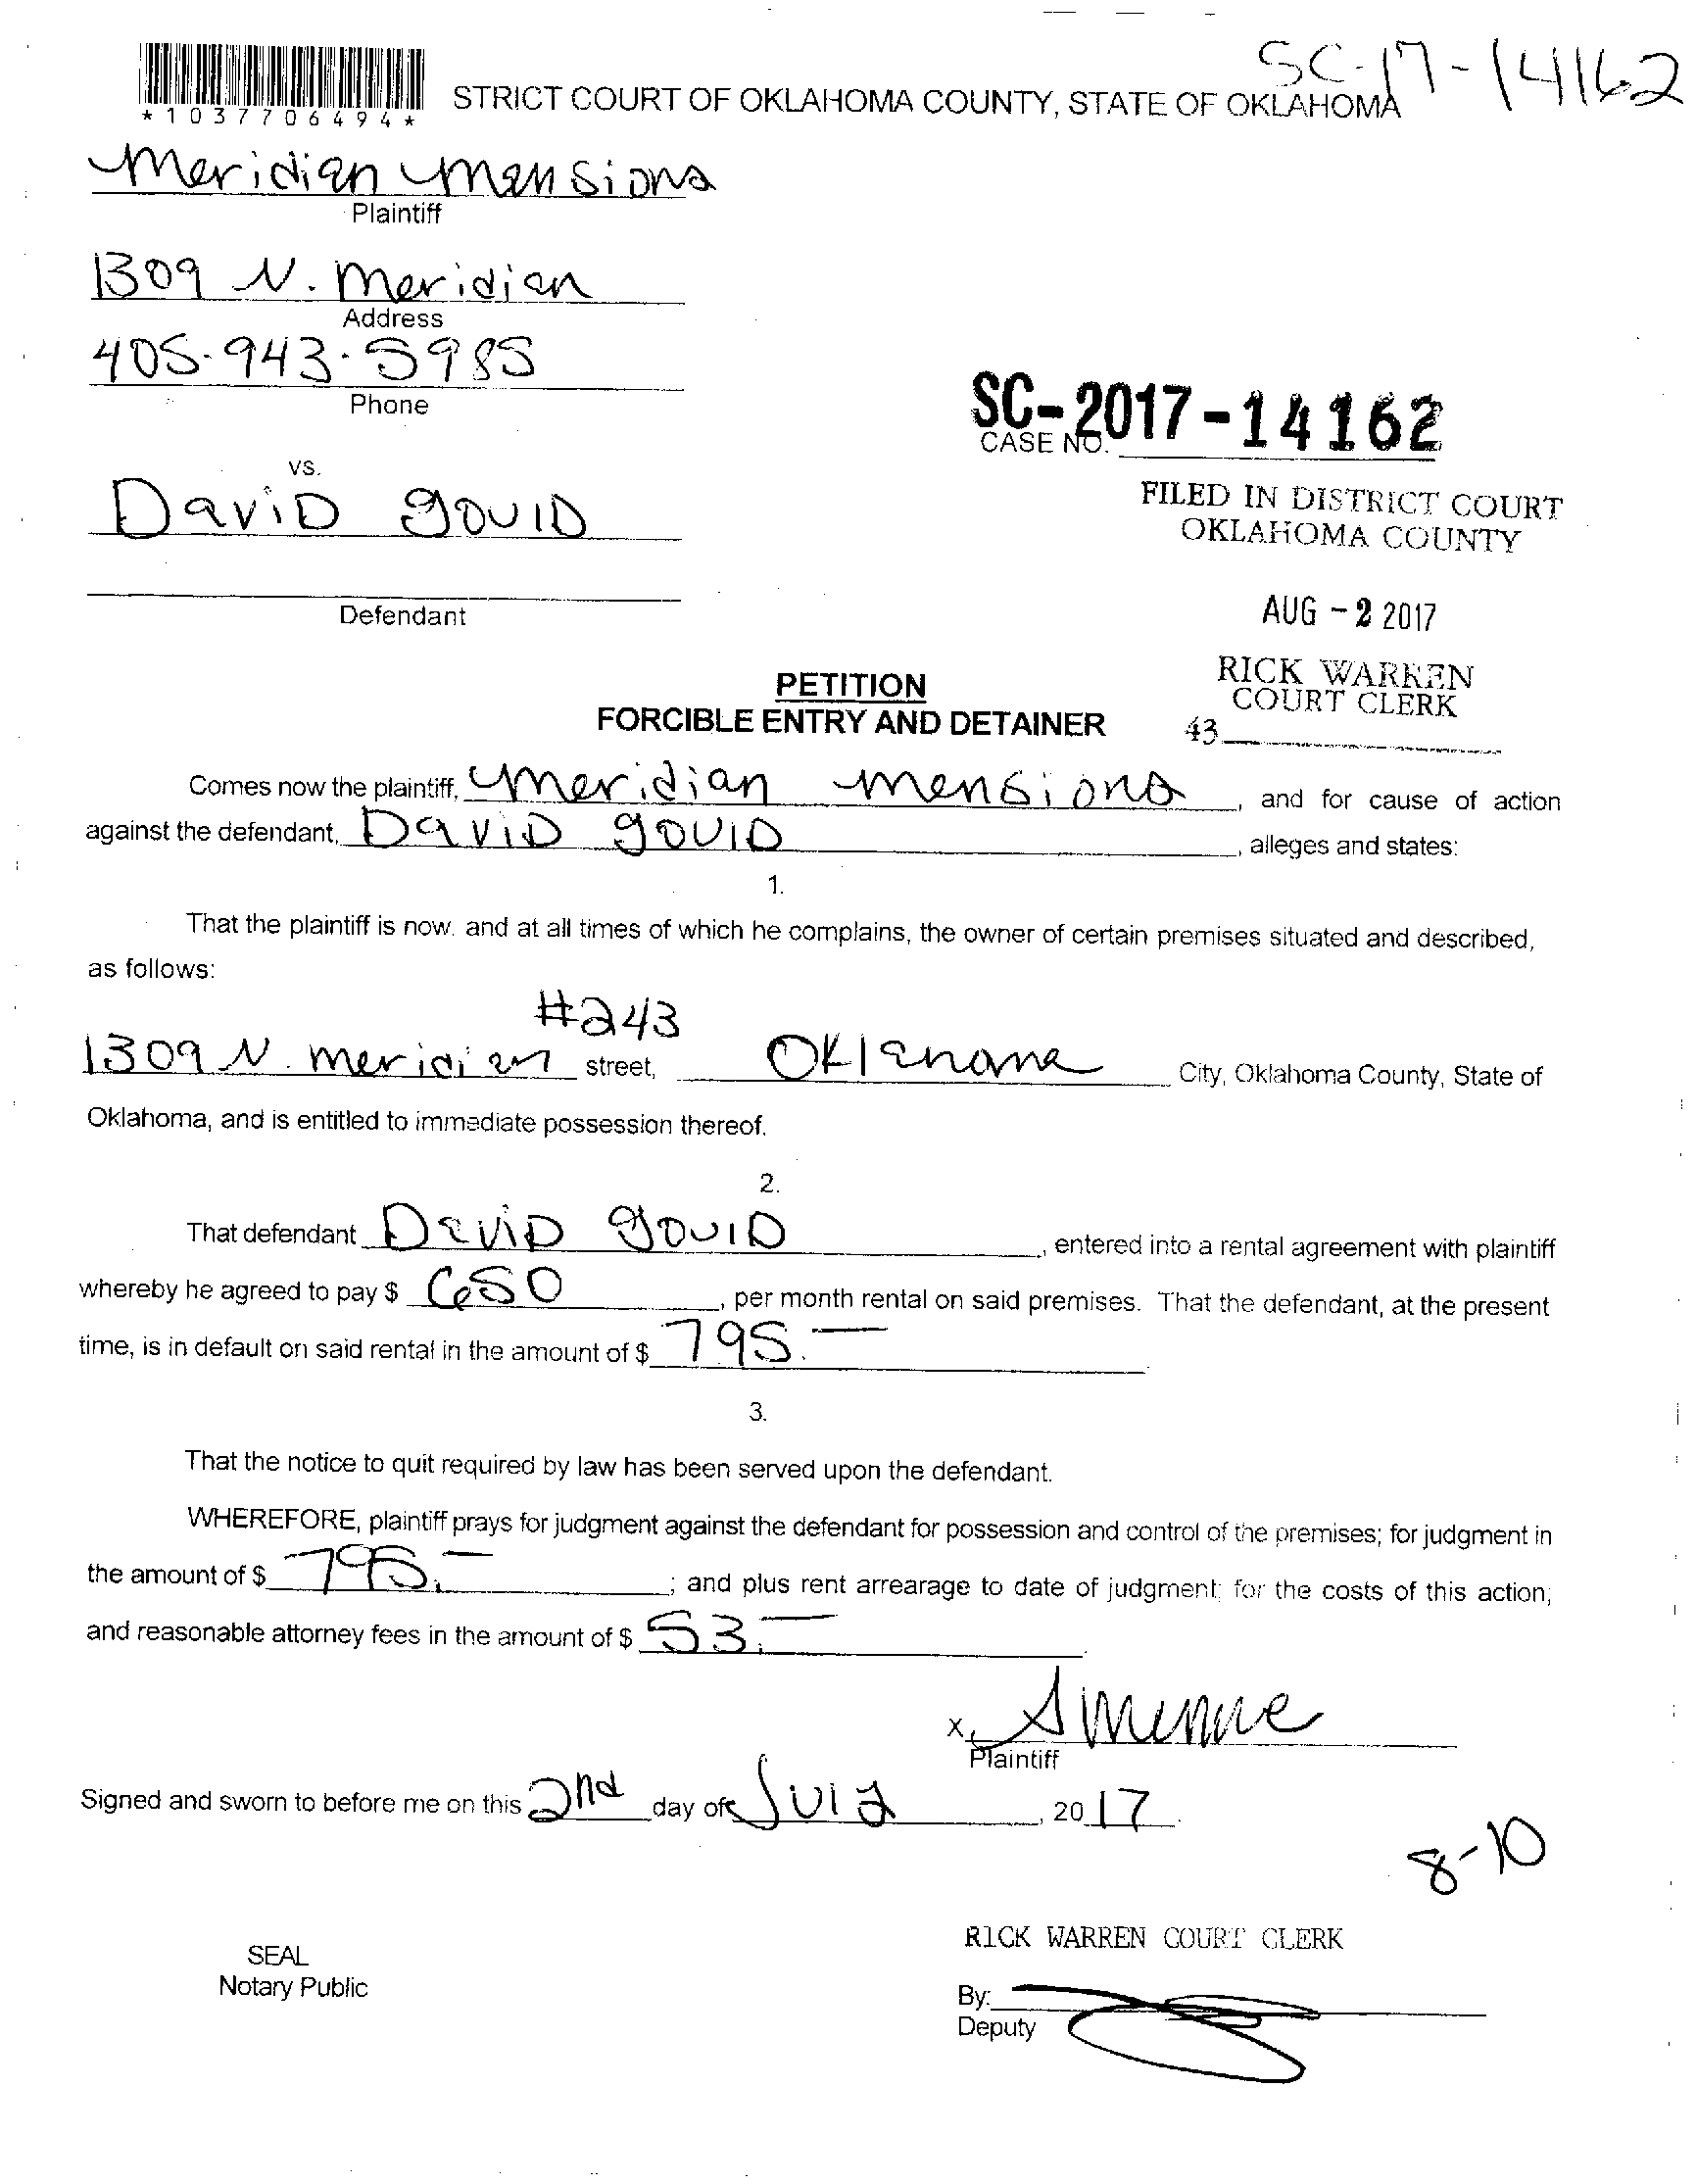 SC-17-14162
*1037706494*
STRICT COURT OF OKLAHOMA COUNTY, STATE OF OKLAHOMA
Meridian Mansions
Plaintiff
1309 N. Meridian
Address
405-943-5985
Phone
SC-2017-14162
CASE NO.
vs.
DaviD gouID
FILED IN DISTRICT COURT
OKLAHOMA COUNTY
Defendant
AUG - 2 2017
RICK WARREN
COURT CLERK
43
PETITION
FORCIBLE ENTRY AND DETAINER
Comes now the plaintiff, Meridian Mansions, and for cause of action
against the defendant, DaviD gouID, alleges and states:
1.
That the plaintiff is now, and at all times of which he complains, the owner of certain premises situated and described,
as follows:
#243
1309 N. Meridian street, Oklahoma City, Oklahoma County, State of
Oklahoma, and is entitled to immediate possession thereof.
2.
That defendant DaviD gouID, entered into a rental agreement with plaintiff
whereby he agreed to pay $ 650, per month rental on said premises. That the defendant, at the present
time, is in default on said rental in the amount of $ 795.—
3.
That the notice to quit required by law has been served upon the defendant.
WHEREFORE, plaintiff prays for judgment against the defendant for possession and control of the premises; for judgment in
the amount of $ 795.—; and plus rent arrearage to date of judgment; for the costs of this action;
and reasonable attorney fees in the amount of $ 53.—
x
Plaintiff
Signed and sworn to before me on this 2nd day of July, 2017.
8-10
RICK WARREN COURT CLERK
SEAL
Notary Public
By:
Deputy